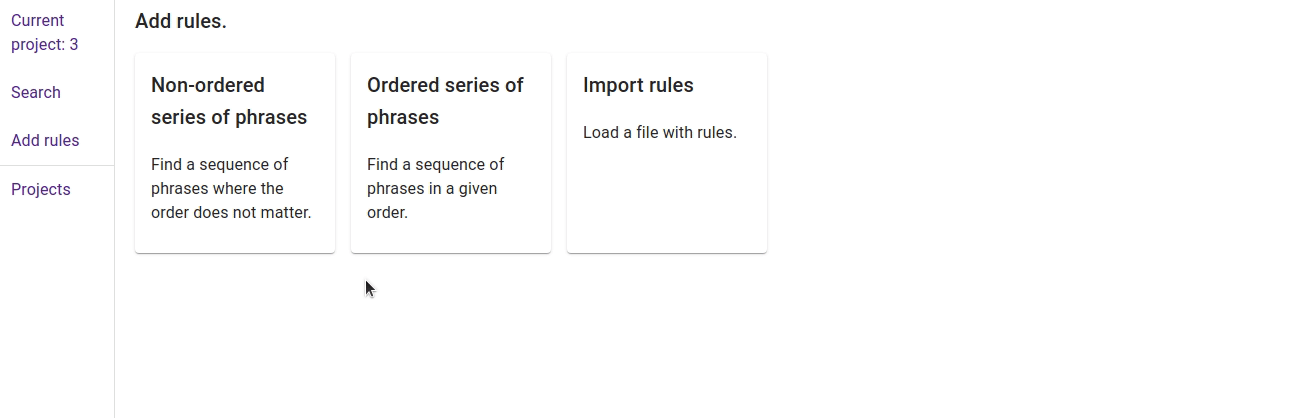 Current
project: 3
Search
Add rules
Projects
Add rules.
Non-ordered
series of phrases
Find a sequence of
phrases where the
order does not matter.
Ordered series of
phrases
Find a sequence of
phrases in a given
order.
Import rules
Load a file with rules.